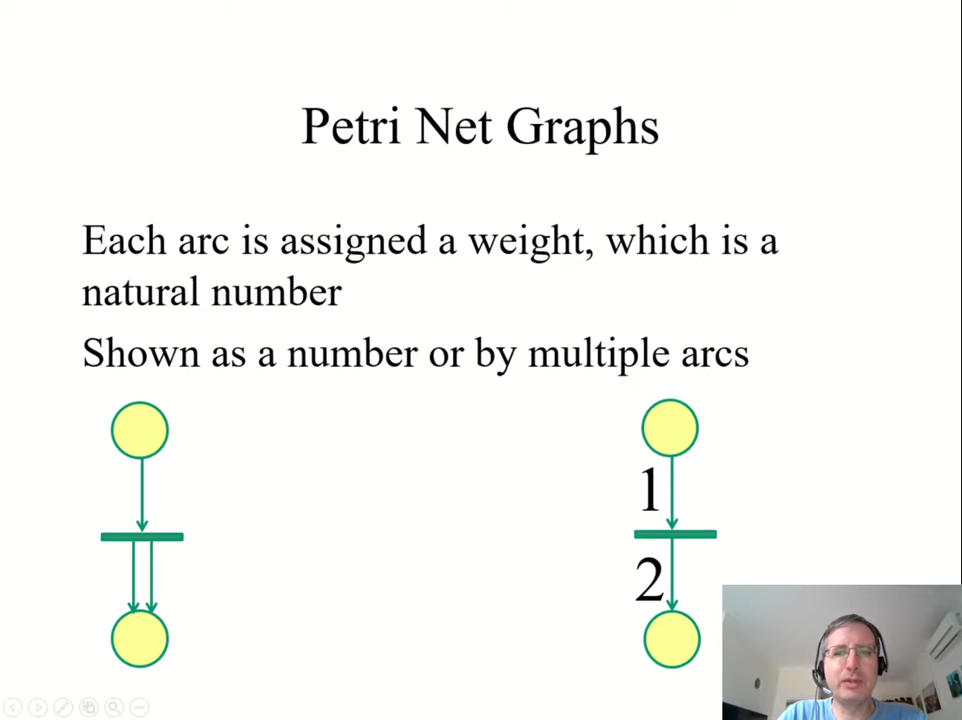 Petri Net Graphs
Each arc is assigned a weight, which is a
natural number
Shown as a number or by multiple arcs
1
2